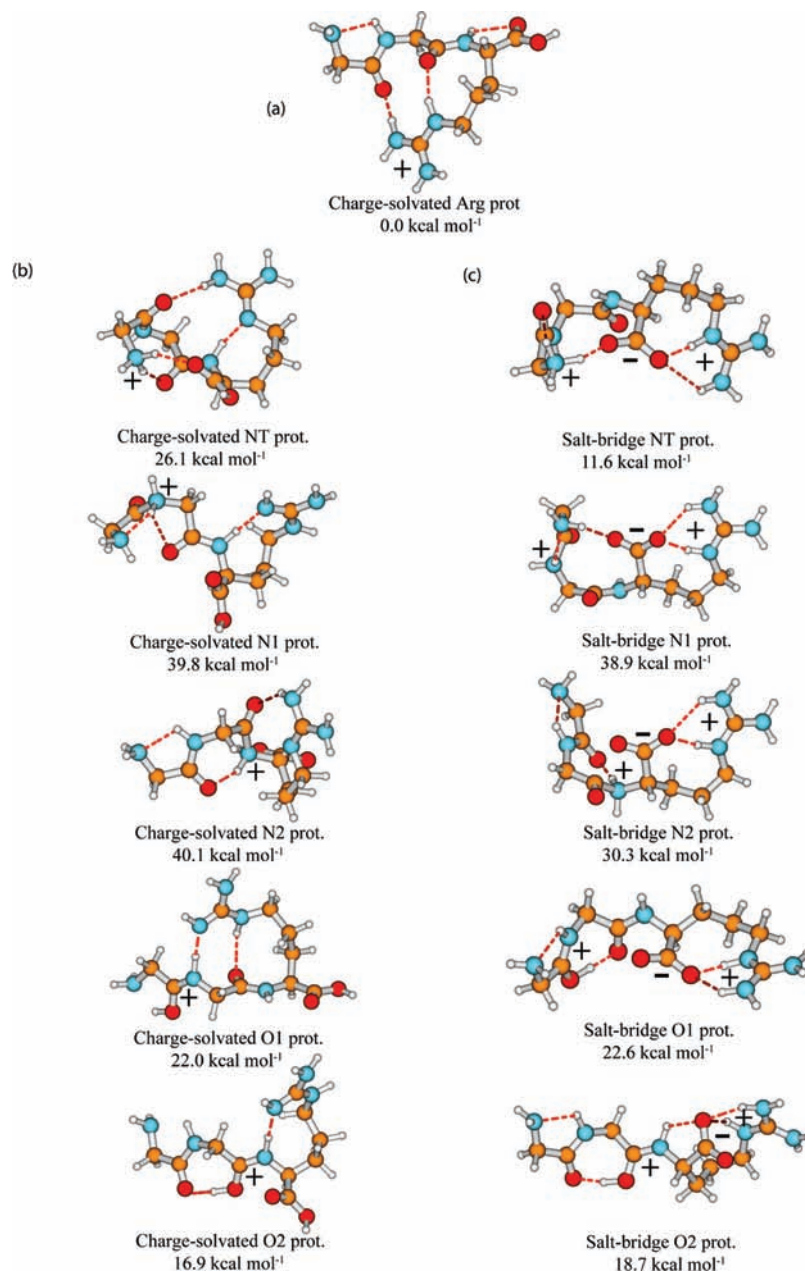 (a)
+
Charge-solvated Arg prot
0.0 kcal mol⁻¹
(b)
+
Charge-solvated NT prot.
26.1 kcal mol⁻¹
+
Charge-solvated N1 prot.
39.8 kcal mol⁻¹
+
Charge-solvated N2 prot.
40.1 kcal mol⁻¹
+
Charge-solvated O1 prot.
22.0 kcal mol⁻¹
+
Charge-solvated O2 prot.
16.9 kcal mol⁻¹
(c)
+ - +
Salt-bridge NT prot.
11.6 kcal mol⁻¹
+ - +
Salt-bridge N1 prot.
38.9 kcal mol⁻¹
+ - +
Salt-bridge N2 prot.
30.3 kcal mol⁻¹
+ - +
Salt-bridge O1 prot.
22.6 kcal mol⁻¹
+ - +
Salt-bridge O2 prot.
18.7 kcal mol⁻¹